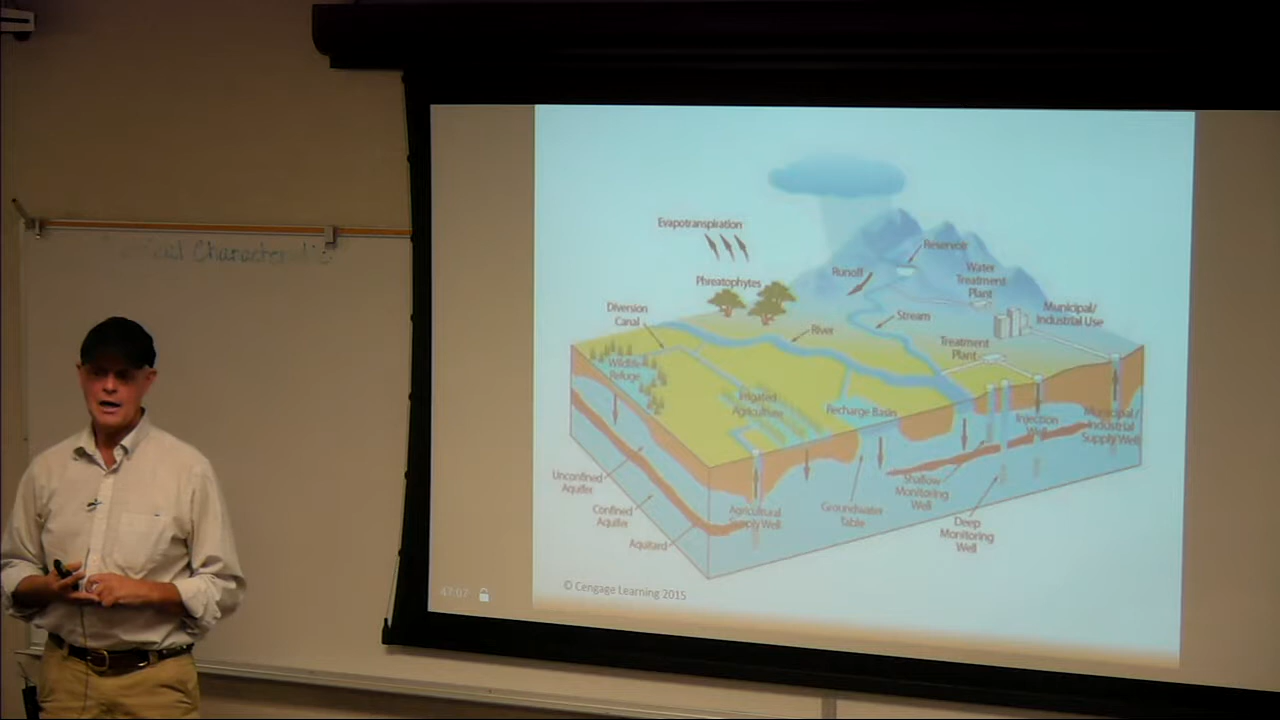 Characteristic
Evapotranspiration
Reservoir
Runoff
Water
Treatment
Plant
Phreatophytes
Diversion
Canal
Municipal/
Industrial Use
Stream
River
Treatment
Plant
Wildlife
Refuge
Irrigated
Agriculture
Recharge Basin
Injection
Well
Municipal/
Industrial
Supply Well
Unconfined
Aquifer
Shallow
Monitoring
Well
Confined
Aquifer
Agricultural
Supply Well
Groundwater
Table
Deep
Monitoring
Well
Aquitard
© Cengage Learning 2015
47:07